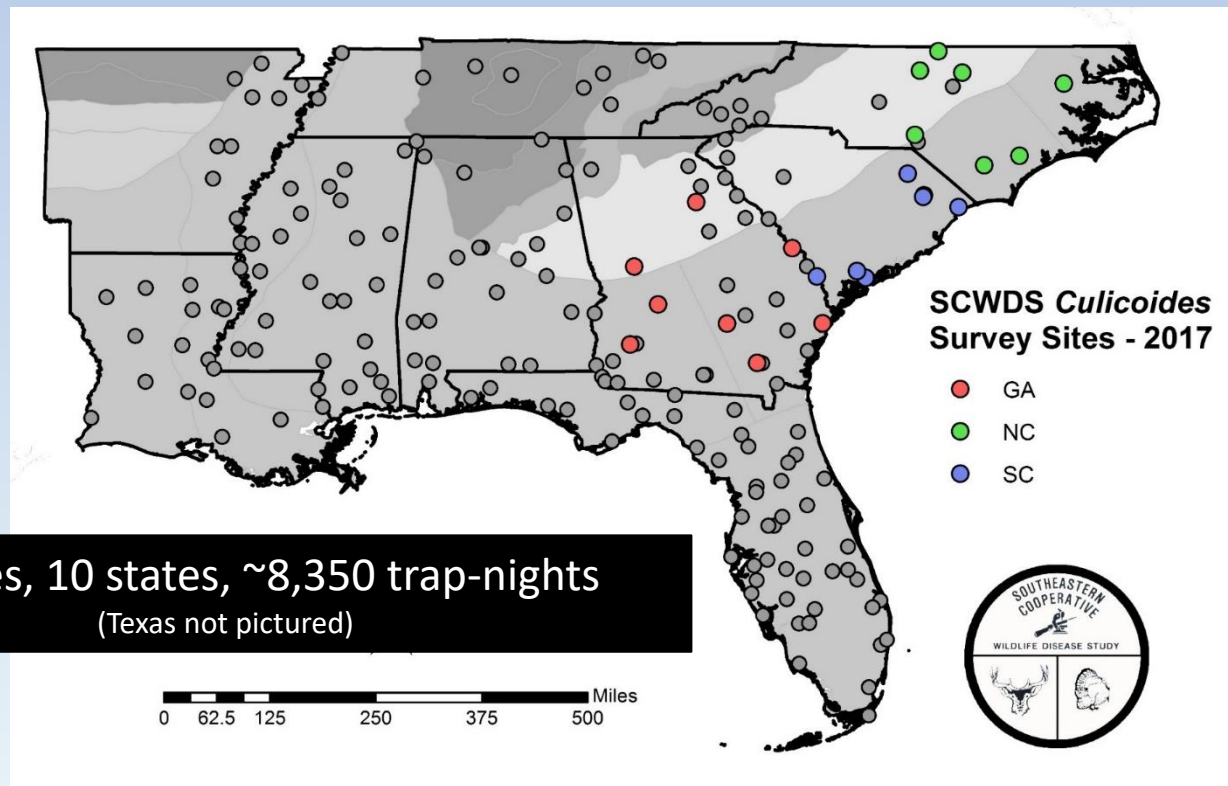 SCWDS Culicoides
Survey Sites - 2017
GA
NC
SC
es, 10 states, ~8,350 trap-nights
(Texas not pictured)
Miles
0 62.5 125 250 375 500
SOUTHEASTERN
COOPERATIVE
WILDLIFE DISEASE STUDY